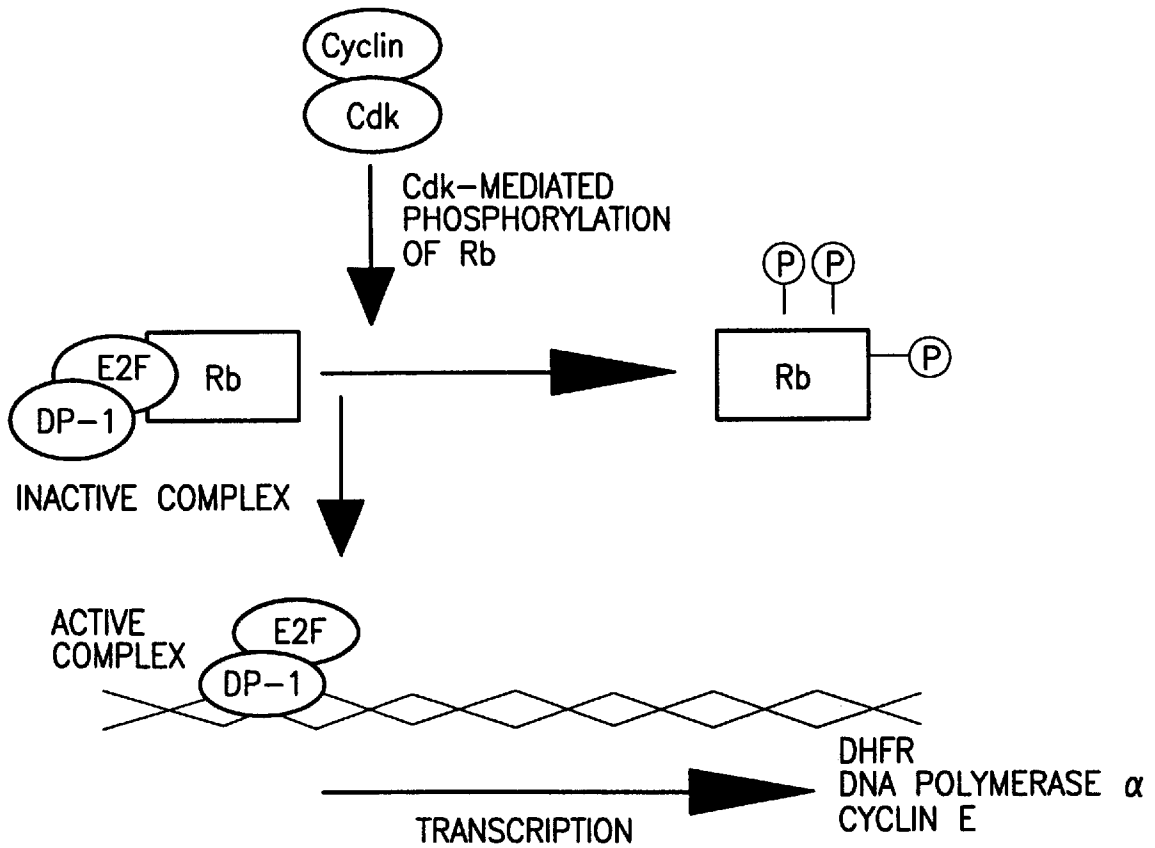 Cyclin
Cdk
Cdk-MEDIATED
PHOSPHORYLATION
OF Rb
P P
E2F
Rb
DP-1
Rb
P
INACTIVE COMPLEX
ACTIVE
COMPLEX
E2F
DP-1
DHFR
DNA POLYMERASE α
CYCLIN E
TRANSCRIPTION